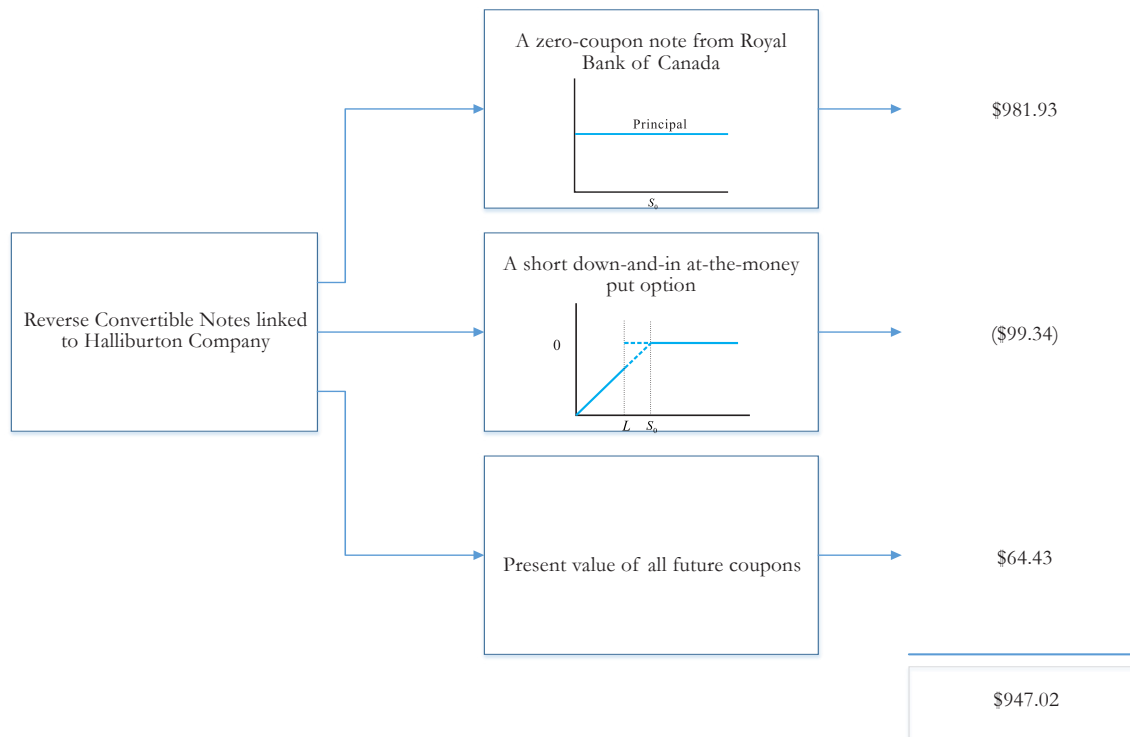 A zero-coupon note from Royal
Bank of Canada
Principal
S₀
$981.93
Reverse Convertible Notes linked
to Halliburton Company
A short down-and-in at-the-money
put option
0
L S₀
($99.34)
Present value of all future coupons
$64.43
$947.02